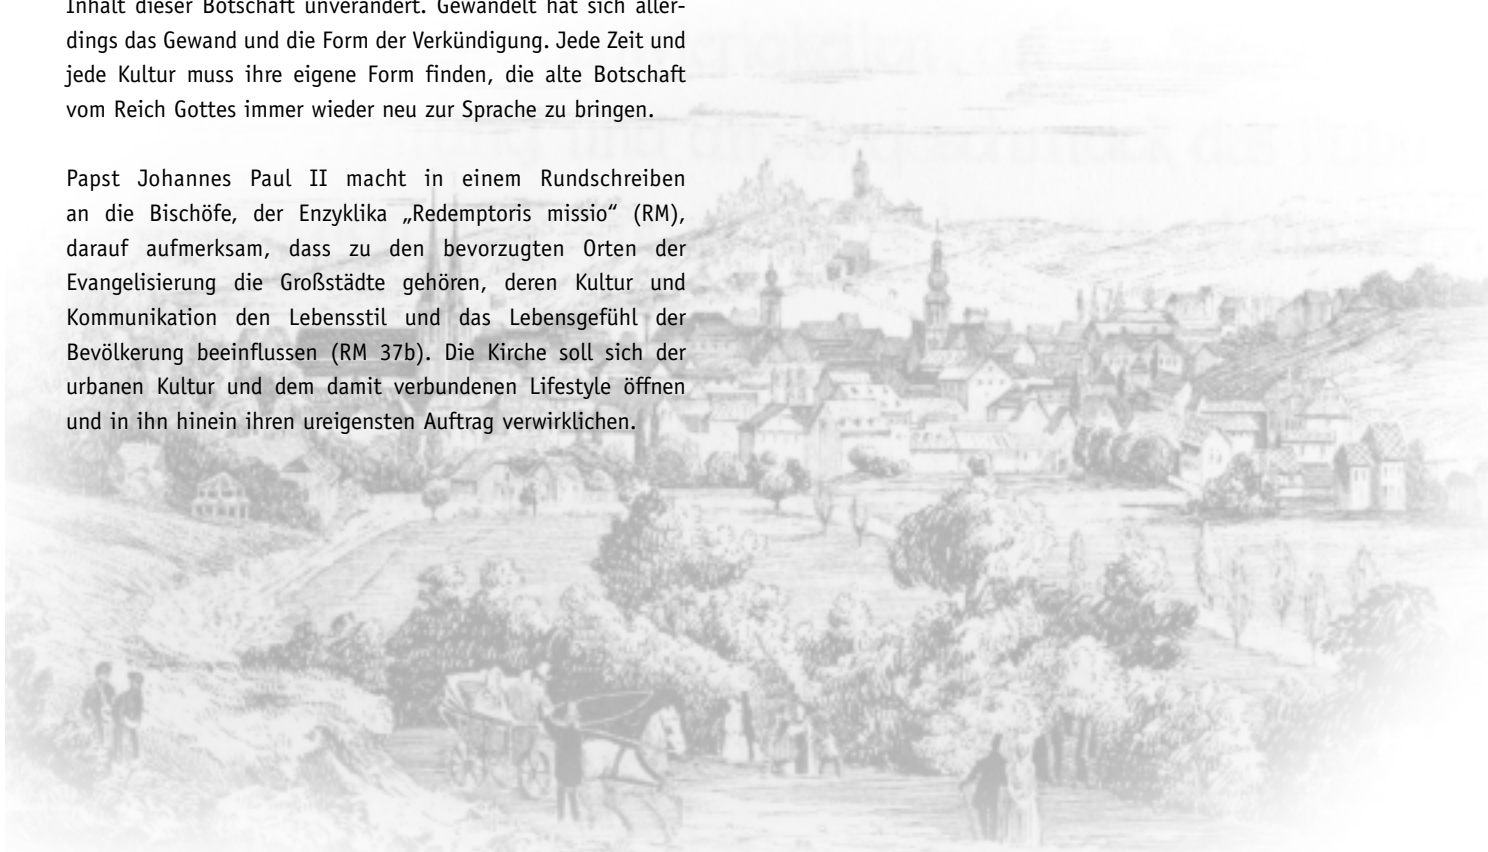 Inhalt dieser Botschaft unverändert. Gewandelt hat sich aller-
dings das Gewand und die Form der Verkündigung. Jede Zeit und
jede Kultur muss ihre eigene Form finden, die alte Botschaft
vom Reich Gottes immer wieder neu zur Sprache zu bringen.
Papst Johannes Paul II macht in einem Rundschreiben
an die Bischöfe, der Enzyklika „Redemptoris missio“ (RM),
darauf aufmerksam, dass zu den bevorzugten Orten der
Evangelisierung die Großstädte gehören, deren Kultur und
Kommunikation den Lebensstil und das Lebensgefühl der
Bevölkerung beeinflussen (RM 37b). Die Kirche soll sich der
urbanen Kultur und dem damit verbundenen Lifestyle öffnen
und in ihn hinein ihren ureigensten Auftrag verwirklichen.